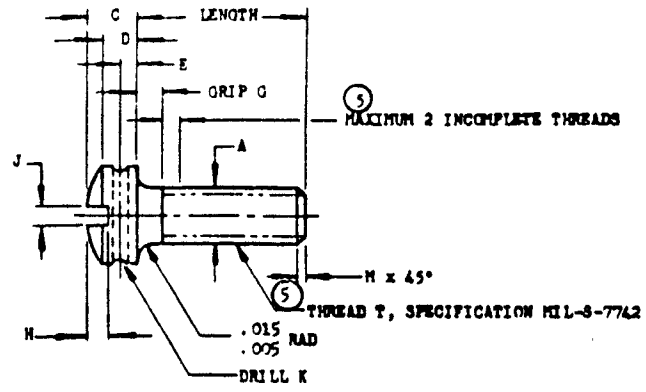 C LENGTH
D
E
GRIP G
5
MAXIMUM 2 INCOMPLETE THREADS
J
A
M x 45°
5
THREAD T, SPECIFICATION MIL-S-7742
H
.015
.005 RAD
DRILL K